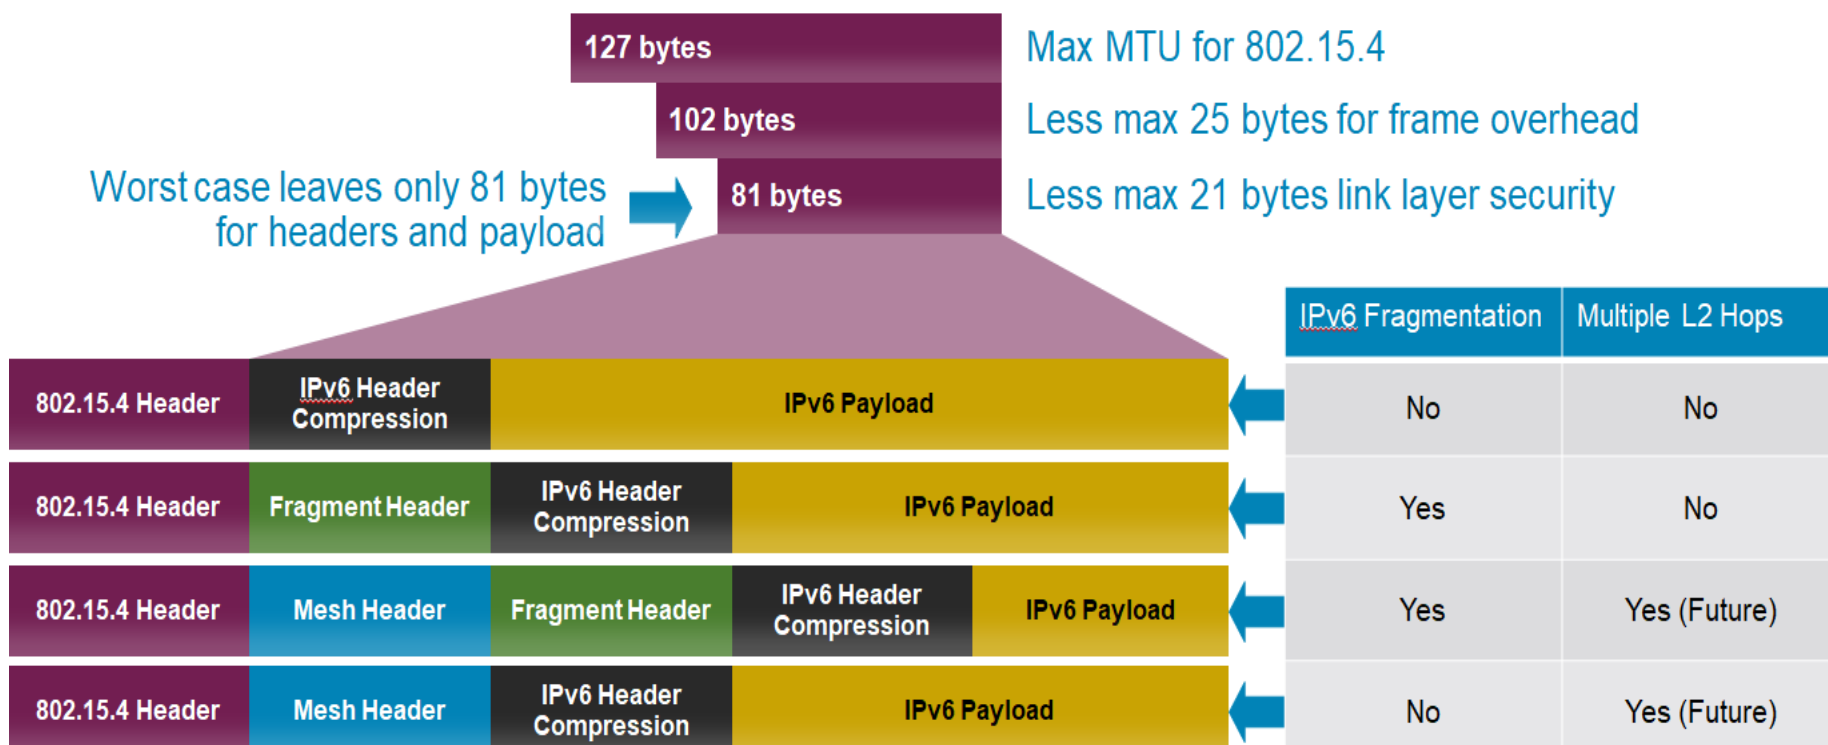 127 bytes
Max MTU for 802.15.4
102 bytes
Less max 25 bytes for frame overhead
Worst case leaves only 81 bytes
for headers and payload
81 bytes
Less max 21 bytes link layer security
IPv6 Fragmentation
Multiple L2 Hops
802.15.4 Header
IPv6 Header
Compression
IPv6 Payload
No
No
802.15.4 Header
Fragment Header
IPv6 Header
Compression
IPv6 Payload
Yes
No
802.15.4 Header
Mesh Header
Fragment Header
IPv6 Header
Compression
IPv6 Payload
Yes
Yes (Future)
802.15.4 Header
Mesh Header
IPv6 Header
Compression
IPv6 Payload
No
Yes (Future)